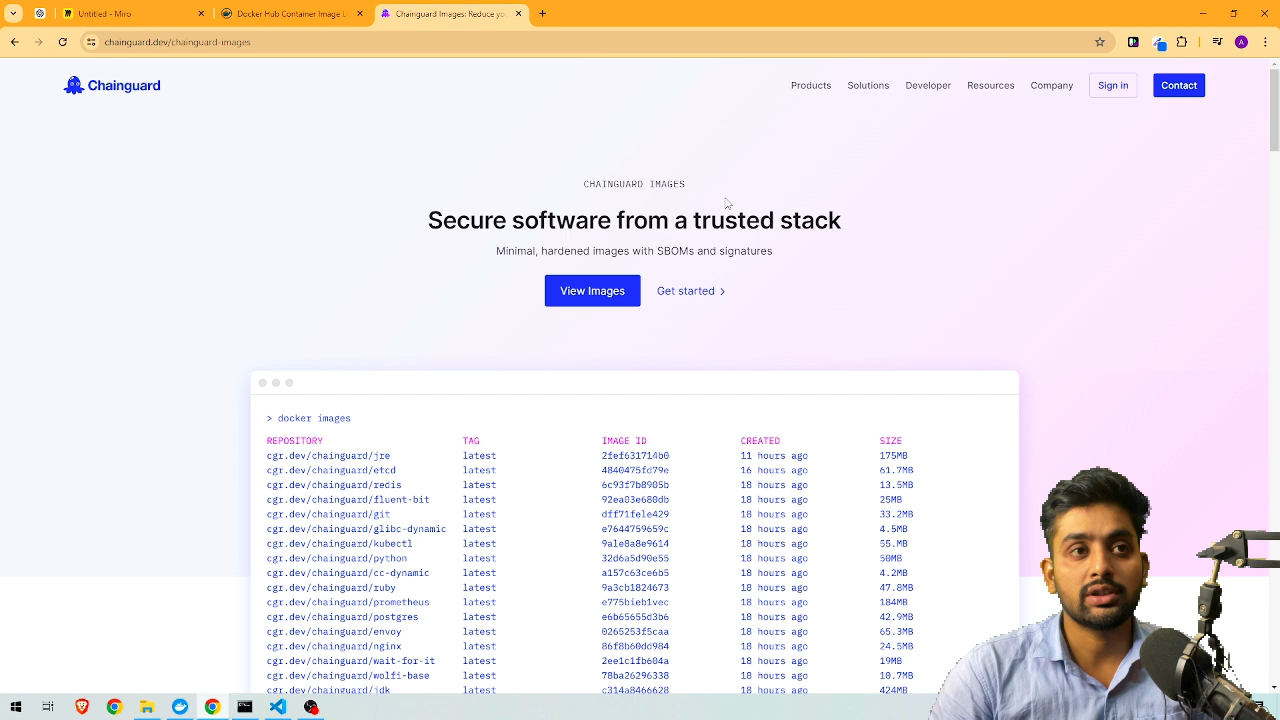 Untitled - Miro
Docker Hub Container Image L
Chainguard Images: Reduce yo
chainguard.dev/chainguard-images
A
Chainguard
Products
Solutions
Developer
Resources
Company
Sign in
Contact
CHAINGUARD IMAGES
Secure software from a trusted stack
Minimal, hardened images with SBOMs and signatures
View Images
Get started
> docker images
REPOSITORY TAG IMAGE ID CREATED SIZE
cgr.dev/chainguard/jre latest 2fef631714b0 11 hours ago 175MB
cgr.dev/chainguard/etcd latest 4840475fd79e 16 hours ago 61.7MB
cgr.dev/chainguard/redis latest 6c93f7b8905b 18 hours ago 13.5MB
cgr.dev/chainguard/fluent-bit latest 92ea03e680db 18 hours ago 25MB
cgr.dev/chainguard/git latest dff71fele429 18 hours ago 33.2MB
cgr.dev/chainguard/glibc-dynamic latest e7644759659c 18 hours ago 4.5MB
cgr.dev/chainguard/kubectl latest 9ale8a8e9614 18 hours ago 55.MB
cgr.dev/chainguard/python latest 32d6a5d90e55 18 hours ago 50MB
cgr.dev/chainguard/cc-dynamic latest a157c63ce6b5 18 hours ago 4.2MB
cgr.dev/chainguard/ruby latest 9a3cb1824673 18 hours ago 47.8MB
cgr.dev/chainguard/prometheus latest e775bieb1vec 18 hours ago 184MB
cgr.dev/chainguard/postgres latest e6b65655d3b6 18 hours ago 42.9MB
cgr.dev/chainguard/envoy latest 0265253f5caa 18 hours ago 65.3MB
cgr.dev/chainguard/nginx latest 86f8b60dd984 18 hours ago 24.5MB
cgr.dev/chainguard/wait-for-it latest 2ee1c1fb604a 18 hours ago 19MB
cgr.dev/chainguard/wolfi-base latest 78ba26296338 18 hours ago 10.7MB
cgr.dev/chainguard/jdk latest c314a8466628 18 hours ago 424MB